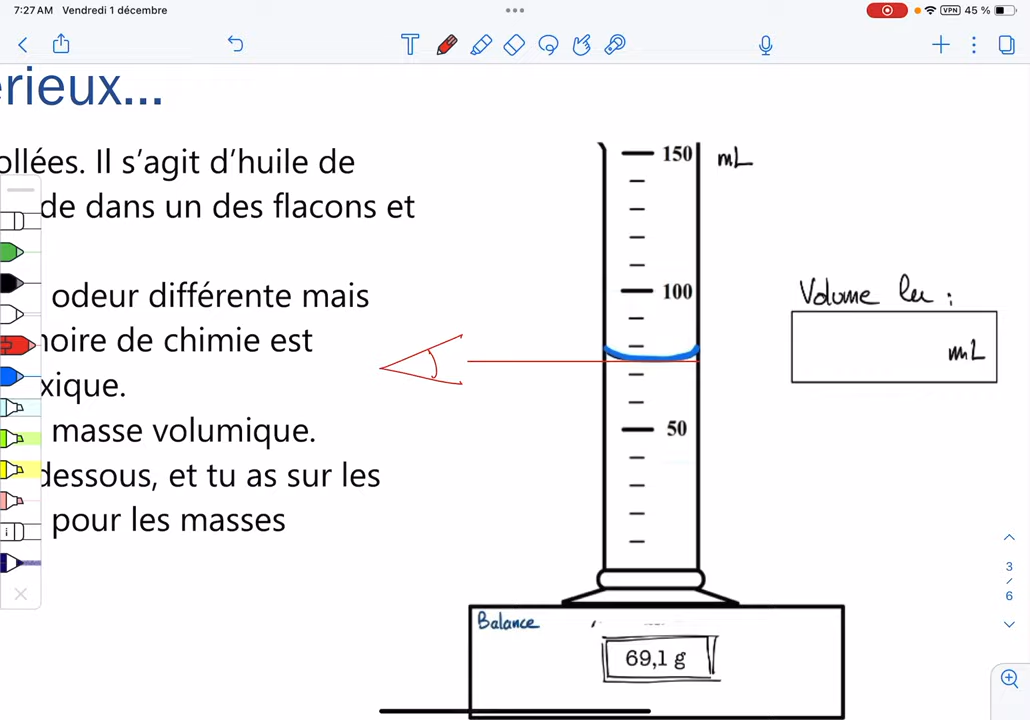 7:27 AM Vendredi 1 décembre
VPN 45 %
érieux...
ollées. Il s'agit d'huile de
de dans un des flacons et
odeur différente mais
noire de chimie est
xique.
masse volumique.
dessous, et tu as sur les
pour les masses
150 mL
100
50
Volume lu :
mL
Balance
69,1 g
3
/
6